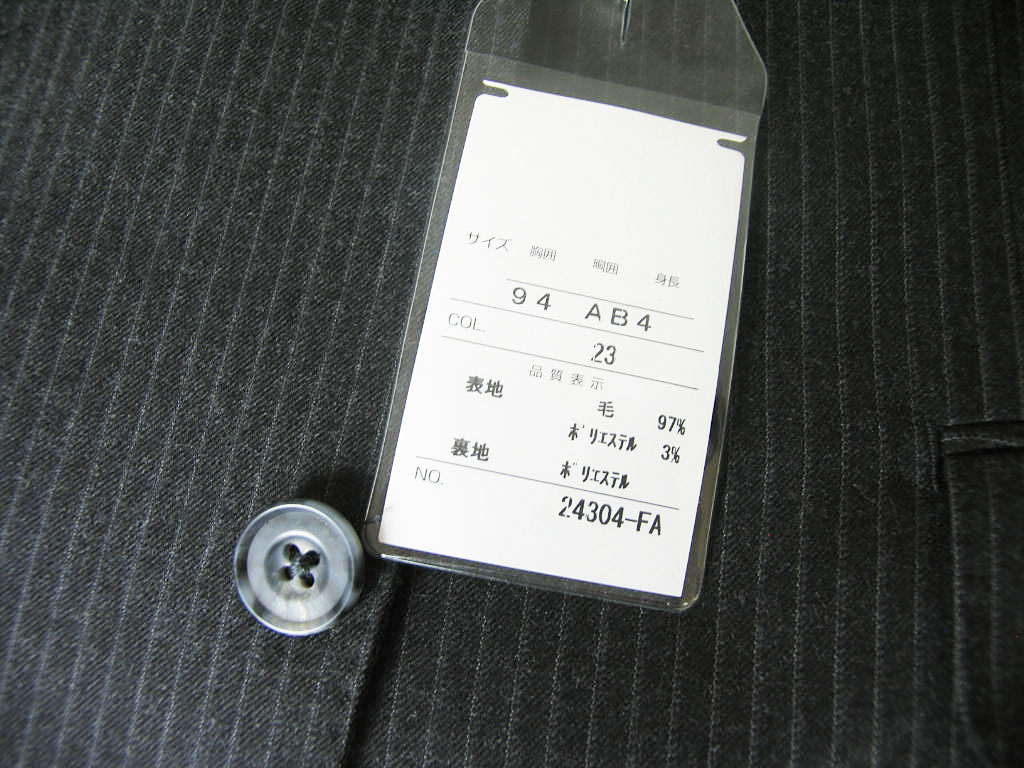 サイズ 胸囲 胸囲 身長
94 AB4
COL. 23
品質表示
表地 毛 97%
ポリエステル 3%
裏地 ポリエステル
NO. 24304-FA